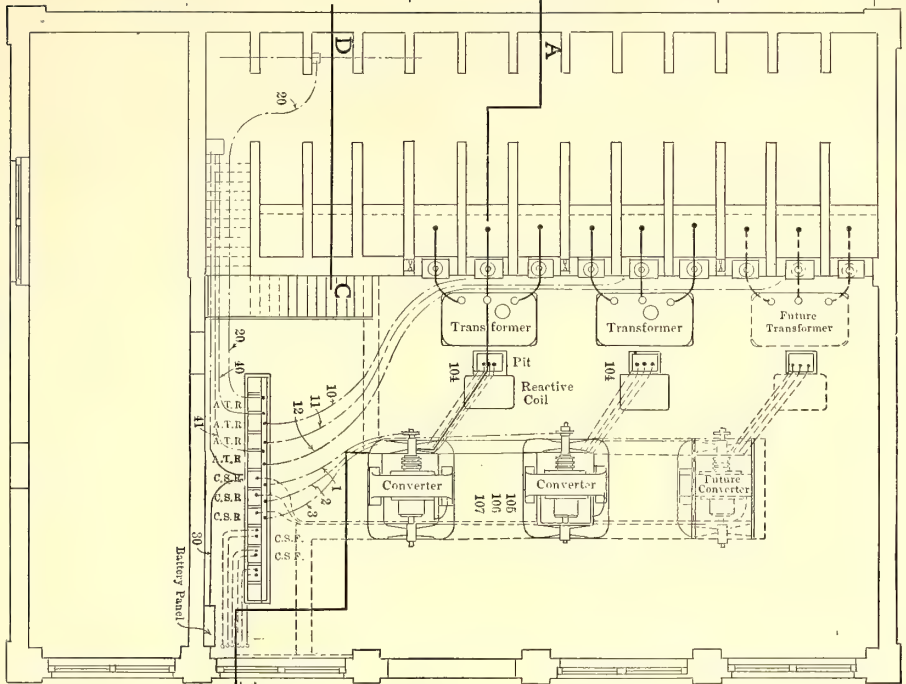 D
A
20
C
Transformer
Transformer
Future
Transformer
Pit
104
Reactive
Coil
104
20
40
10
11
12
41
A.T.R
A.T.R
A.T.R
A.T.R
C.S.R
C.S.R
C.S.R
1
2
3
C.S.F.
C.S.F.
30
Battery Panel
Converter
Converter
Future
Converter
105
106
107